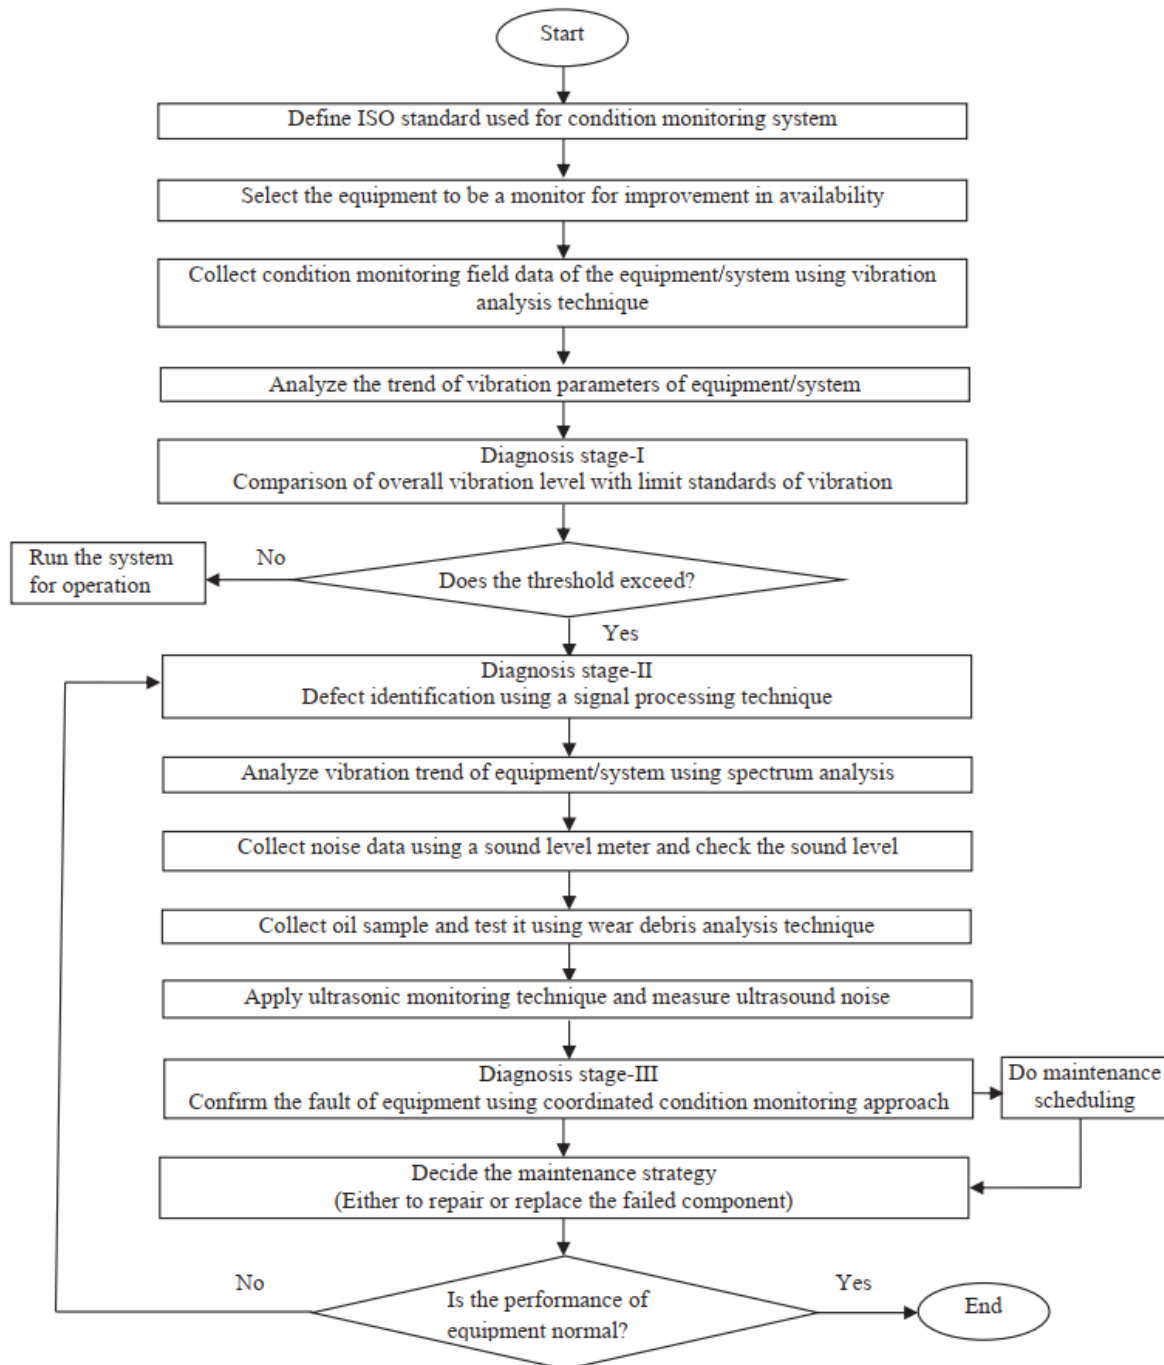 Start
Define ISO standard used for condition monitoring system
Select the equipment to be a monitor for improvement in availability
Collect condition monitoring field data of the equipment/system using vibration
analysis technique
Analyze the trend of vibration parameters of equipment/system
Diagnosis stage-I
Comparison of overall vibration level with limit standards of vibration
Run the system
for operation
No
Does the threshold exceed?
Yes
Diagnosis stage-II
Defect identification using a signal processing technique
Analyze vibration trend of equipment/system using spectrum analysis
Collect noise data using a sound level meter and check the sound level
Collect oil sample and test it using wear debris analysis technique
Apply ultrasonic monitoring technique and measure ultrasound noise
Diagnosis stage-III
Confirm the fault of equipment using coordinated condition monitoring approach
Do maintenance
scheduling
Decide the maintenance strategy
(Either to repair or replace the failed component)
No
Is the performance of
equipment normal?
Yes
End